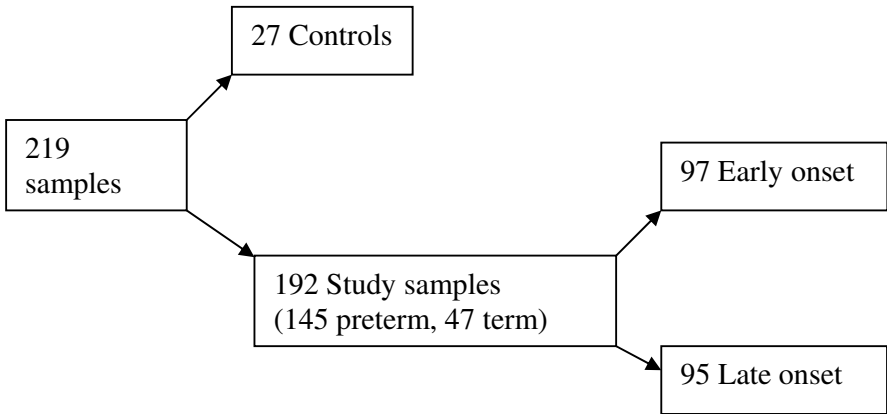 27 Controls
219
samples
97 Early onset
192 Study samples
(145 preterm, 47 term)
95 Late onset